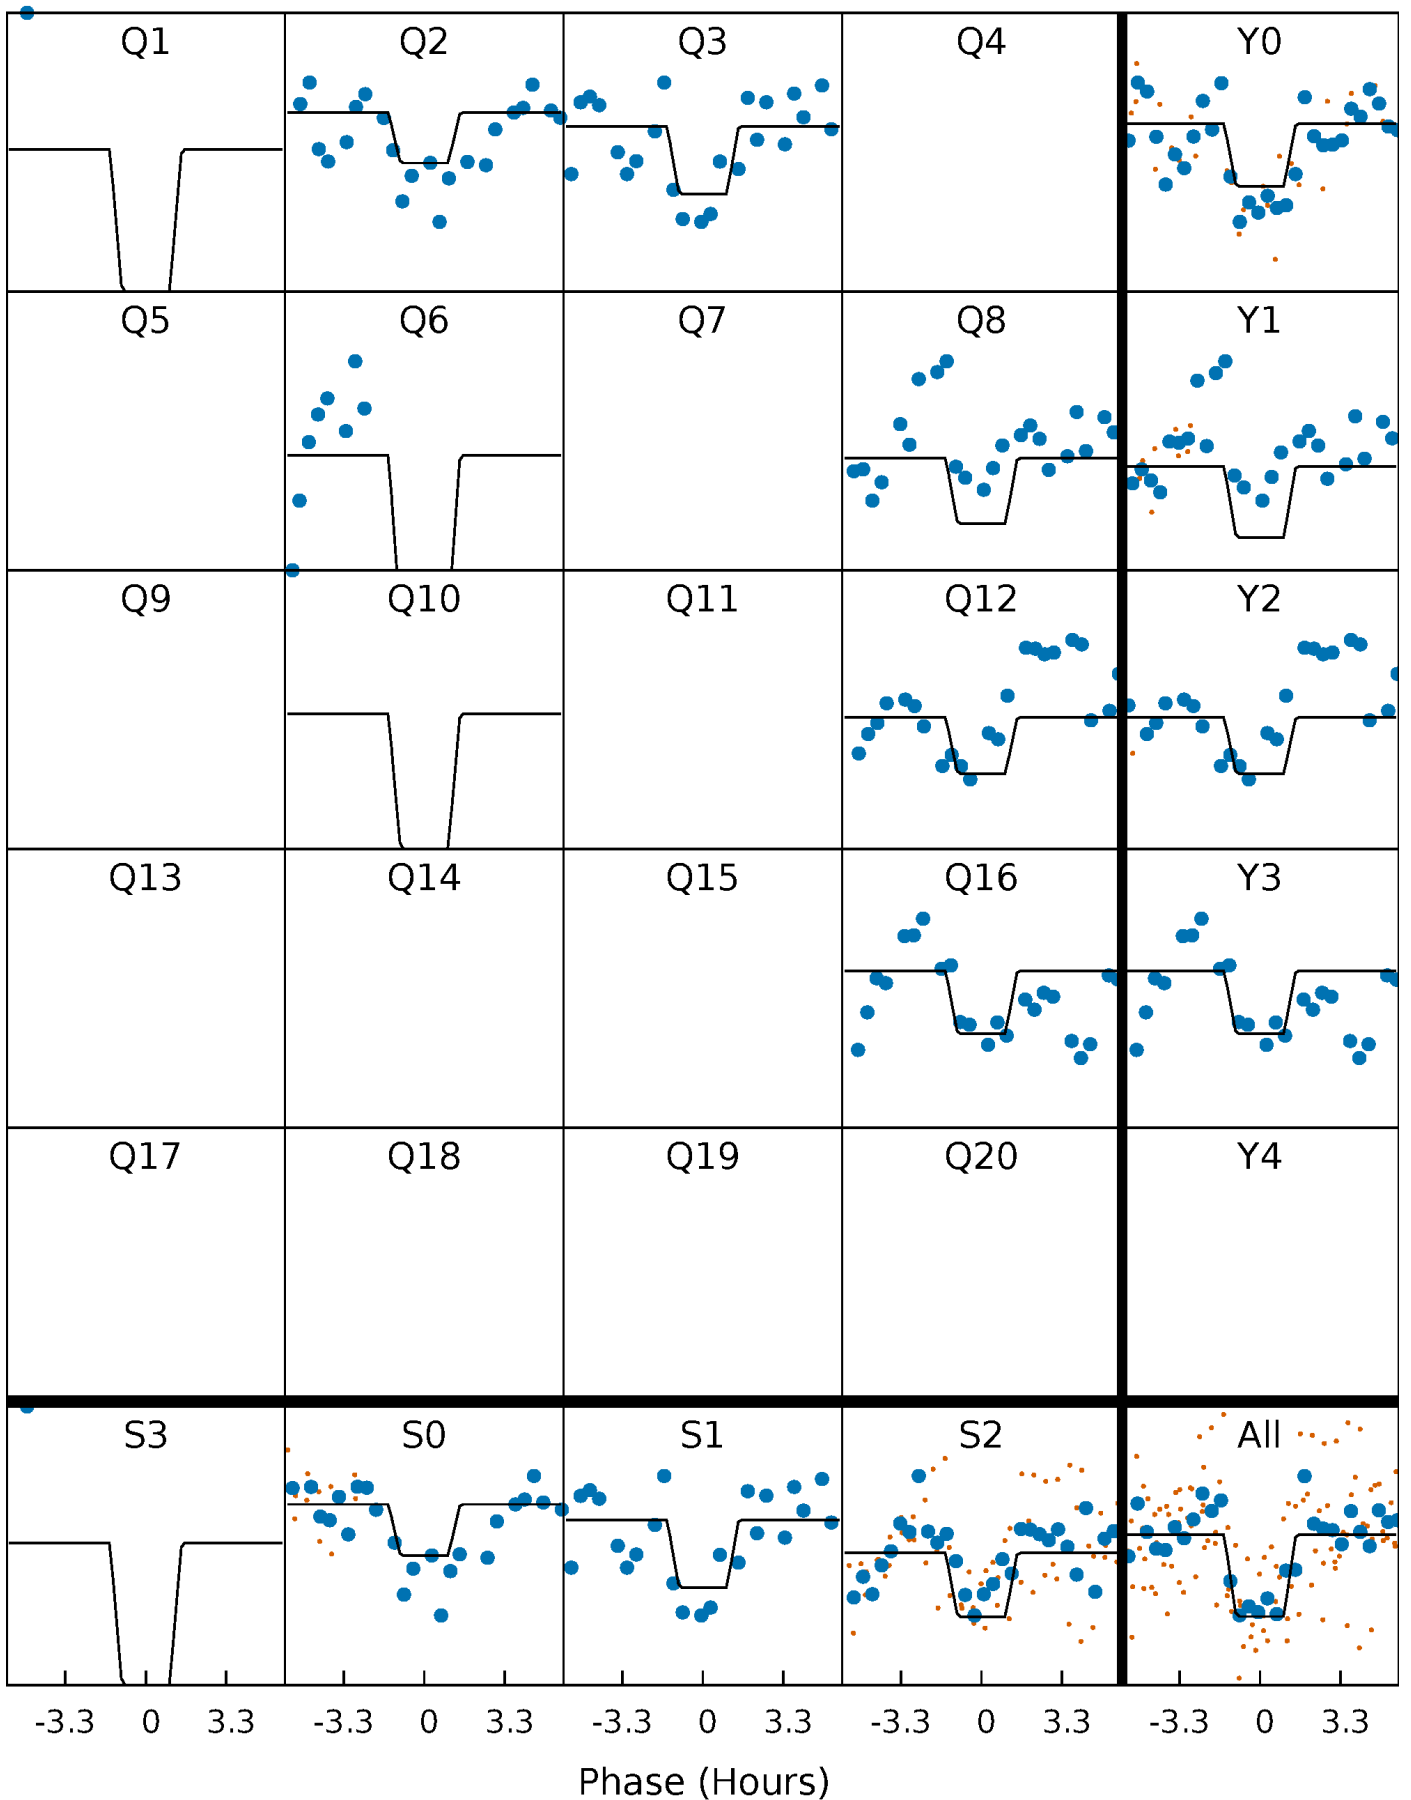 Q1 Q2 Q3 Q4 Y0
Q5 Q6 Q7 Q8 Y1
Q9 Q10 Q11 Q12 Y2
Q13 Q14 Q15 Q16 Y3
Q17 Q18 Q19 Q20 Y4
S3 S0 S1 S2 All
-3.3 0 3.3 -3.3 0 3.3 -3.3 0 3.3 -3.3 0 3.3 -3.3 0 3.3
Phase (Hours)